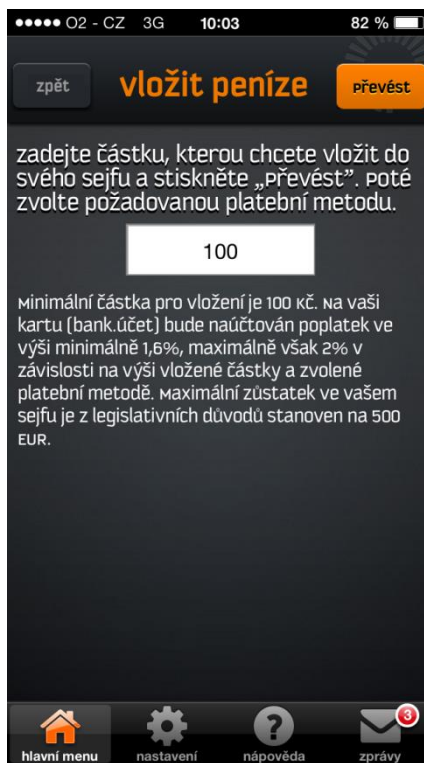 O2 - CZ 3G 10:03 82 %
zpět vložit peníze Převést
zadejte částku, kterou chcete vložit do
svého sejfu a stiskněte „Převést”. Poté
zvolte požadovanou platební metodu.
100
Minimální částka pro vložení je 100 Kč. Na vaši
kartu (bank.účet) bude naúčtován poplatek ve
výši minimálně 1,6%, maximálně však 2% v
závislosti na výši vložené částky a zvolené
platební metodě. Maximální zůstatek ve vašem
sejfu je z legislativních důvodů stanoven na 500
EUR.
3
hlavní menu nastavení nápověda zprávy